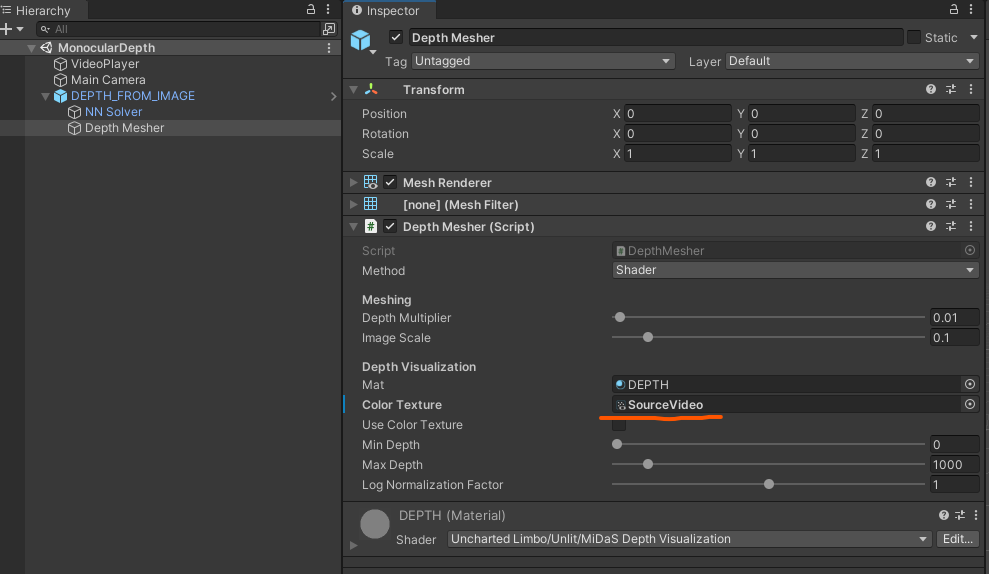 Hierarchy
All
MonocularDepth
VideoPlayer
Main Camera
DEPTH_FROM_IMAGE
NN Solver
Depth Mesher
Inspector
Depth Mesher Static
Tag Untagged Layer Default
Transform
Position X 0 Y 0 Z 0
Rotation X 0 Y 0 Z 0
Scale X 1 Y 1 Z 1
Mesh Renderer
[none] (Mesh Filter)
# Depth Mesher (Script)
Script # DepthMesher
Method Shader
Meshing
Depth Multiplier 0.01
Image Scale 0.1
Depth Visualization
Mat DEPTH
Color Texture SourceVideo
Use Color Texture
Min Depth 0
Max Depth 1000
Log Normalization Factor 1
DEPTH (Material)
Shader Uncharted Limbo/Unlit/MiDaS Depth Visualization Edit...